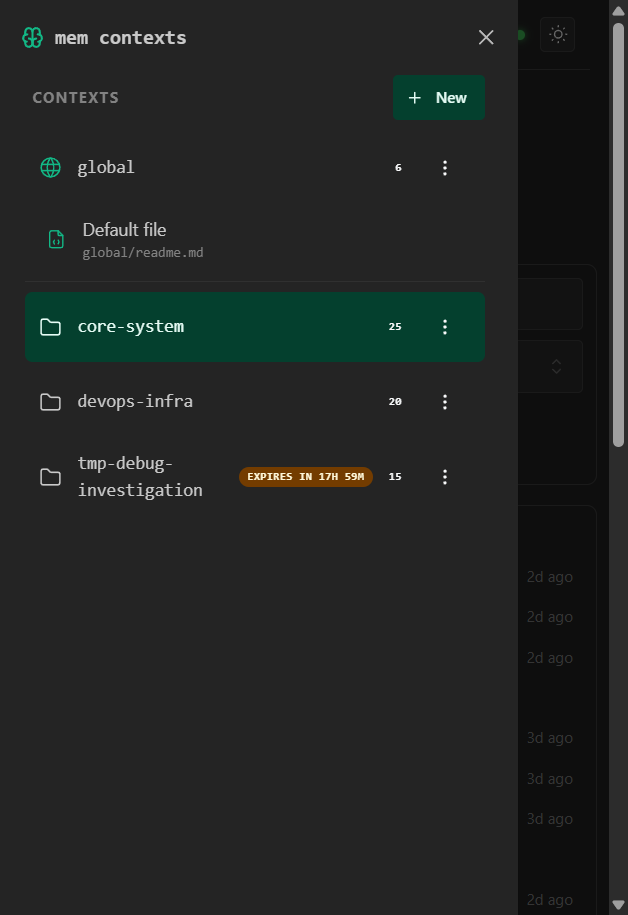 mem contexts
CONTEXTS
+ New
global 6
Default file
global/readme.md
core-system 25
devops-infra 20
tmp-debug-
investigation EXPIRES IN 17H 59M 15
2d ago
2d ago
2d ago
3d ago
3d ago
3d ago
2d ago